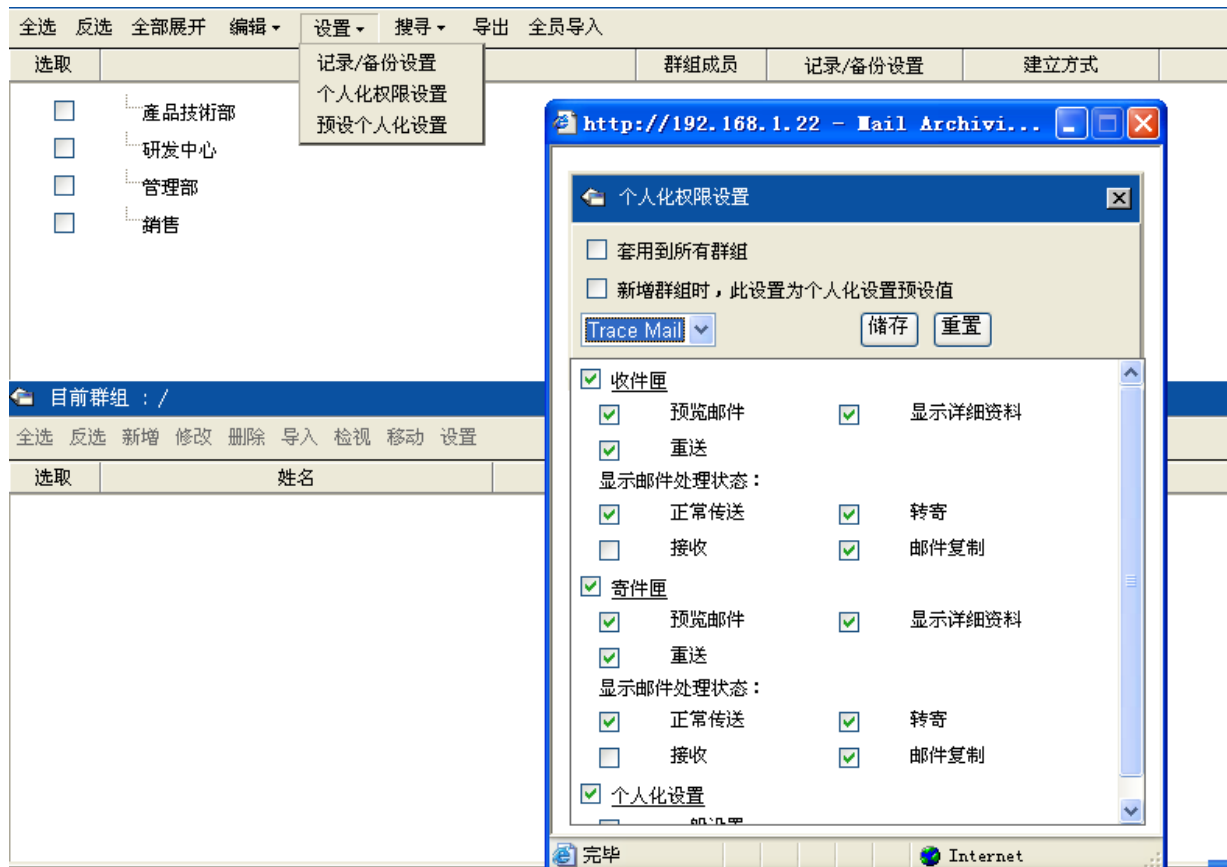 全选 反选 全部展开 编辑 设置 搜寻 导出 全员导入
选取 群组成员 记录/备份设置 建立方式
记录/备份设置
个人化权限设置
预设个人化设置
產品技術部
研发中心
管理部
銷售
目前群组 : /
全选 反选 新增 修改 删除 导入 检视 移动 设置
选取 姓名
http://192.168.1.22 - Mail Archivi...
个人化权限设置
套用到所有群组
新增群组时，此设置为个人化设置预设值
Trace Mail 储存 重置
收件匣
预览邮件 显示详细资料
重送
显示邮件处理状态：
正常传送 转寄
接收 邮件复制
寄件匣
预览邮件 显示详细资料
重送
显示邮件处理状态：
正常传送 转寄
接收 邮件复制
个人化设置
一般设置
完毕 Internet